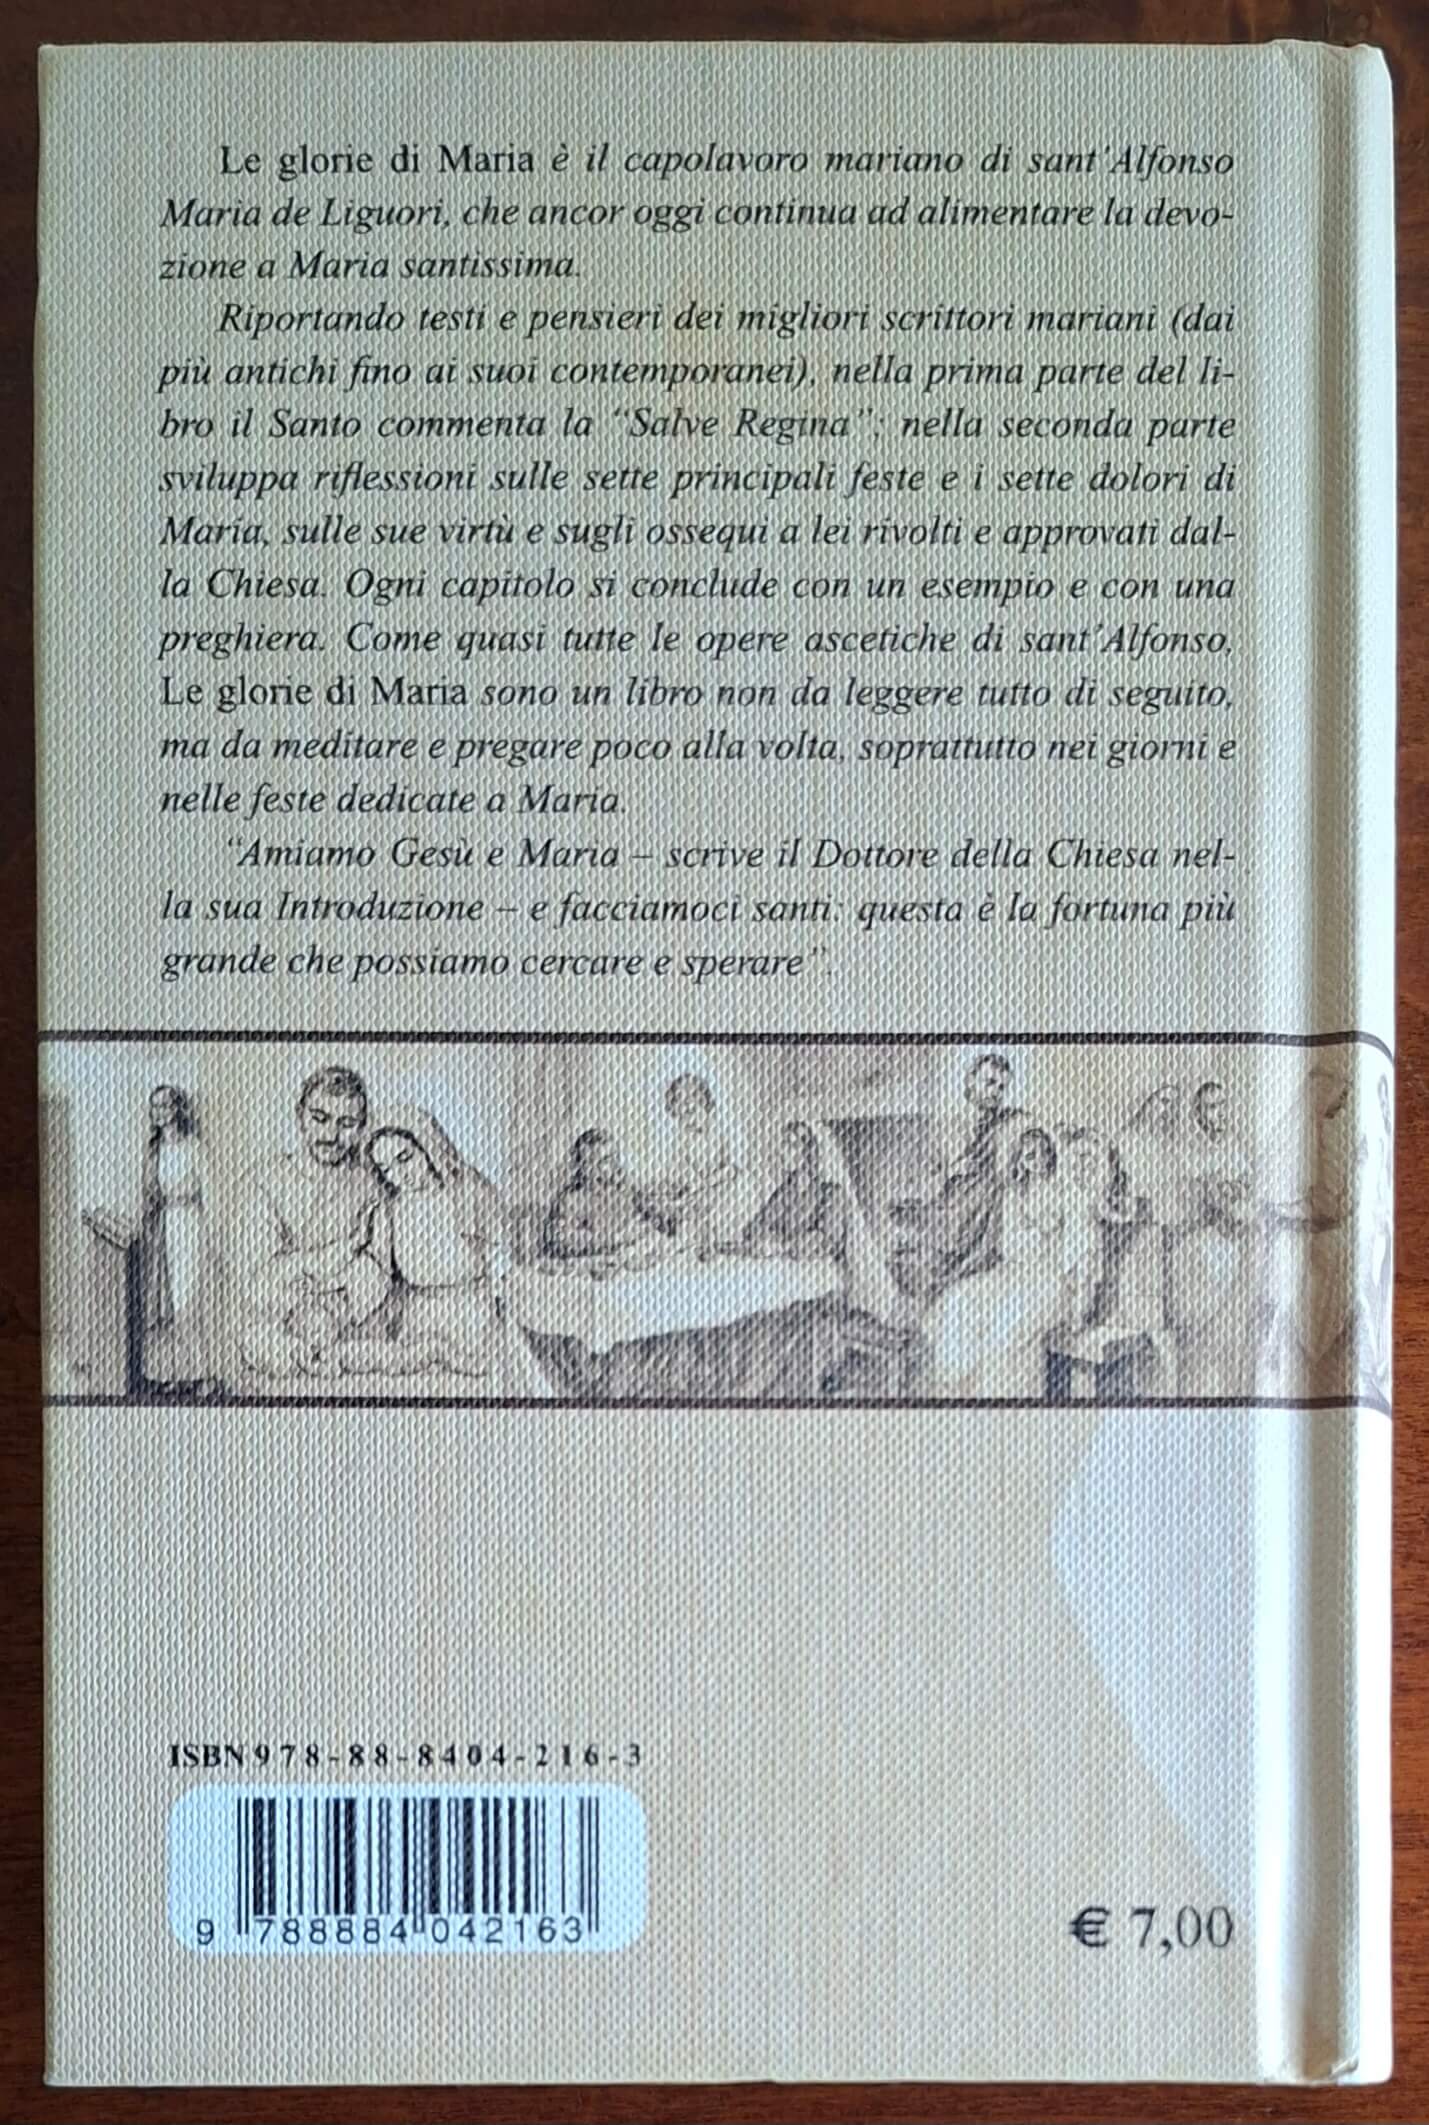 Le glorie di Maria è il capolavoro mariano di sant'Alfonso
Maria de Liguori, che ancor oggi continua ad alimentare la devo-
zione a Maria santissima.
Riportando testi e pensieri dei migliori scrittori mariani (dai
più antichi fino ai suoi contemporanei), nella prima parte del li-
bro il Santo commenta la “Salve Regina”; nella seconda parte
sviluppa riflessioni sulle sette principali feste e i sette dolori di
Maria, sulle sue virtù e sugli ossequi a lei rivolti e approvati dal-
la Chiesa. Ogni capitolo si conclude con un esempio e con una
preghiera. Come quasi tutte le opere ascetiche di sant'Alfonso,
Le glorie di Maria sono un libro non da leggere tutto di seguito,
ma da meditare e pregare poco alla volta, soprattutto nei giorni e
nelle feste dedicate a Maria.
“Amiamo Gesù e Maria – scrive il Dottore della Chiesa nel-
la sua Introduzione – e facciamoci santi: questa è la fortuna più
grande che possiamo cercare e sperare”.
ISBN 978-88-8404-216-3
9 788884 042163
€ 7,00